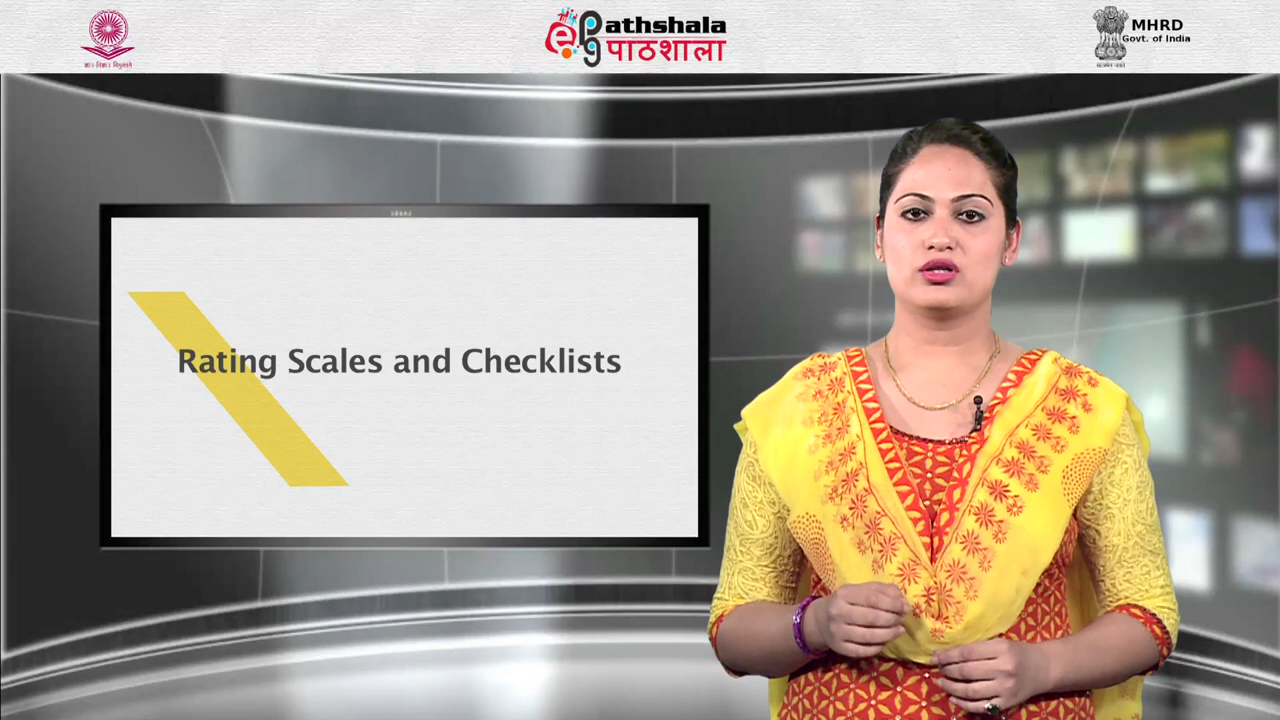 Pathshala
पाठशाला
MHRD
Govt. of India
Rating Scales and Checklists